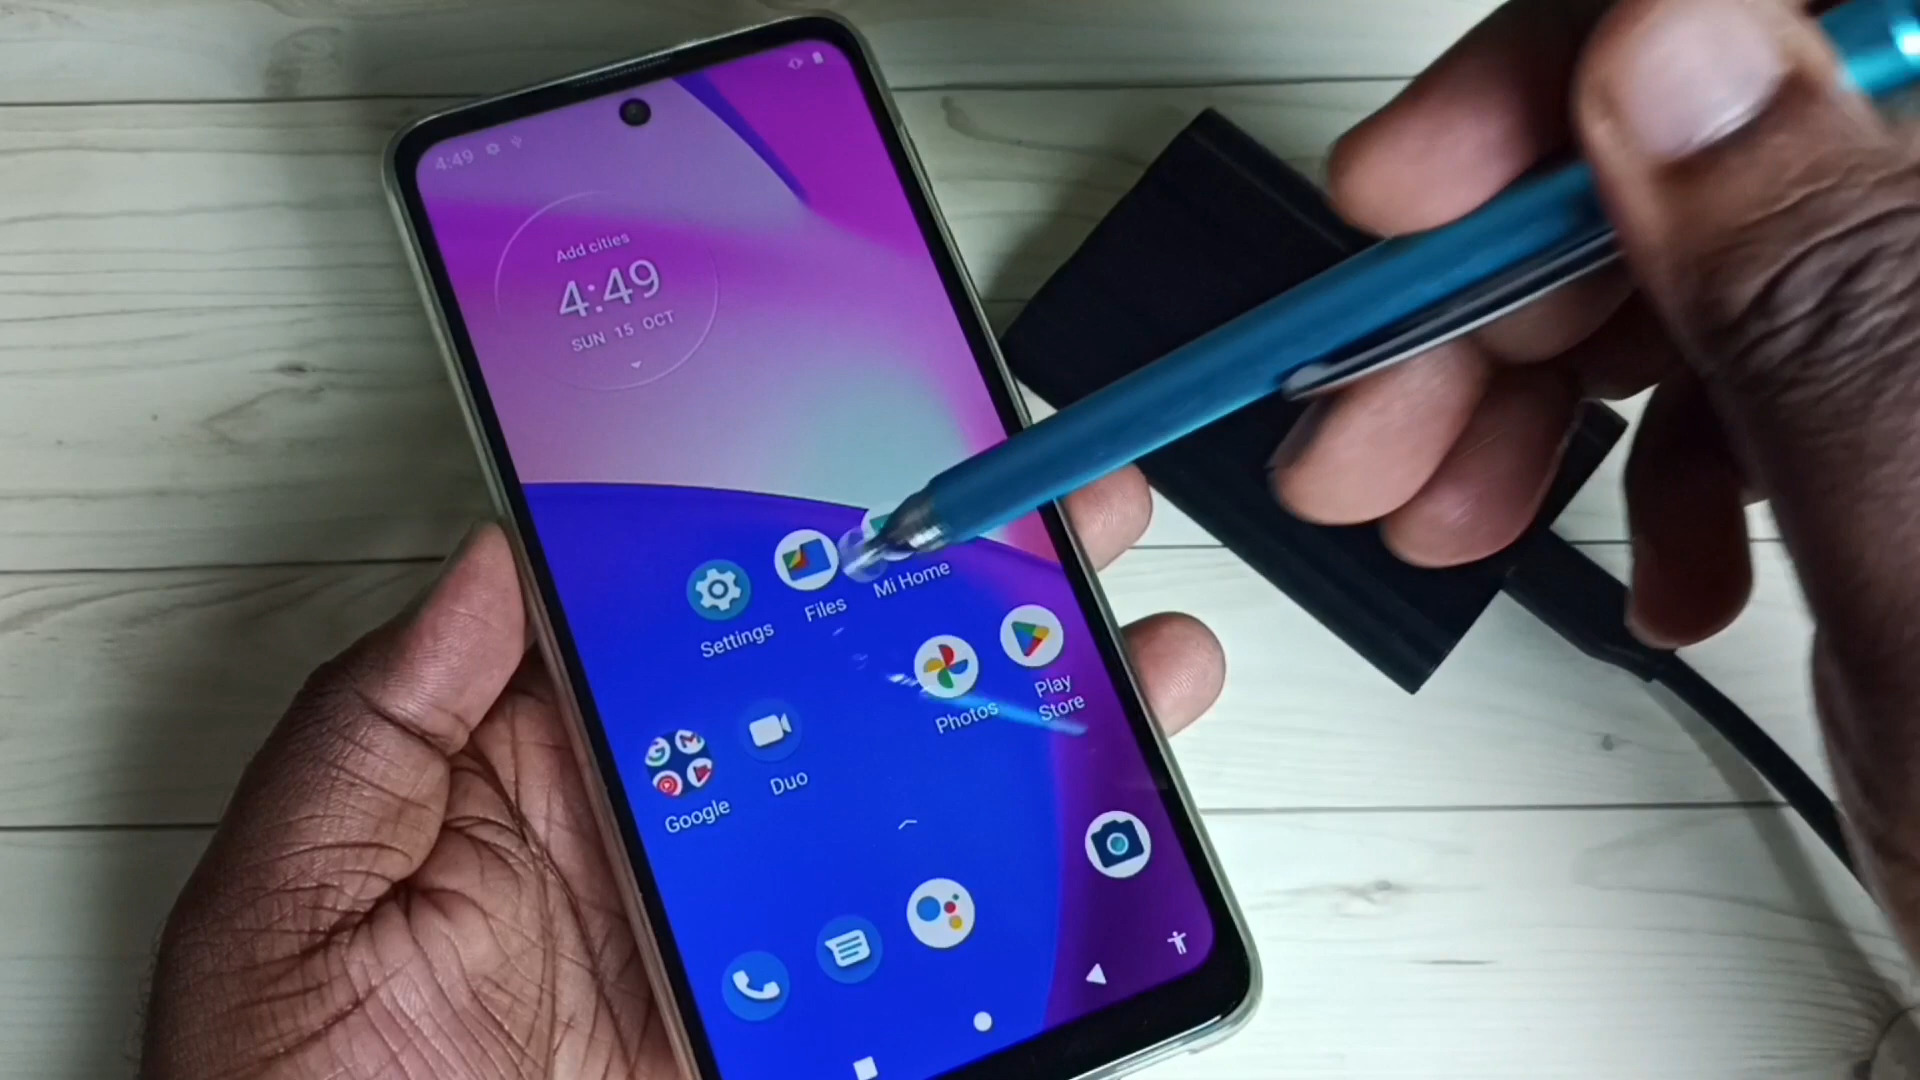 4:49
Add cities
4:49
SUN 15 OCT
Settings
Files
Mi Home
Photos
Play
Store
Google
Duo